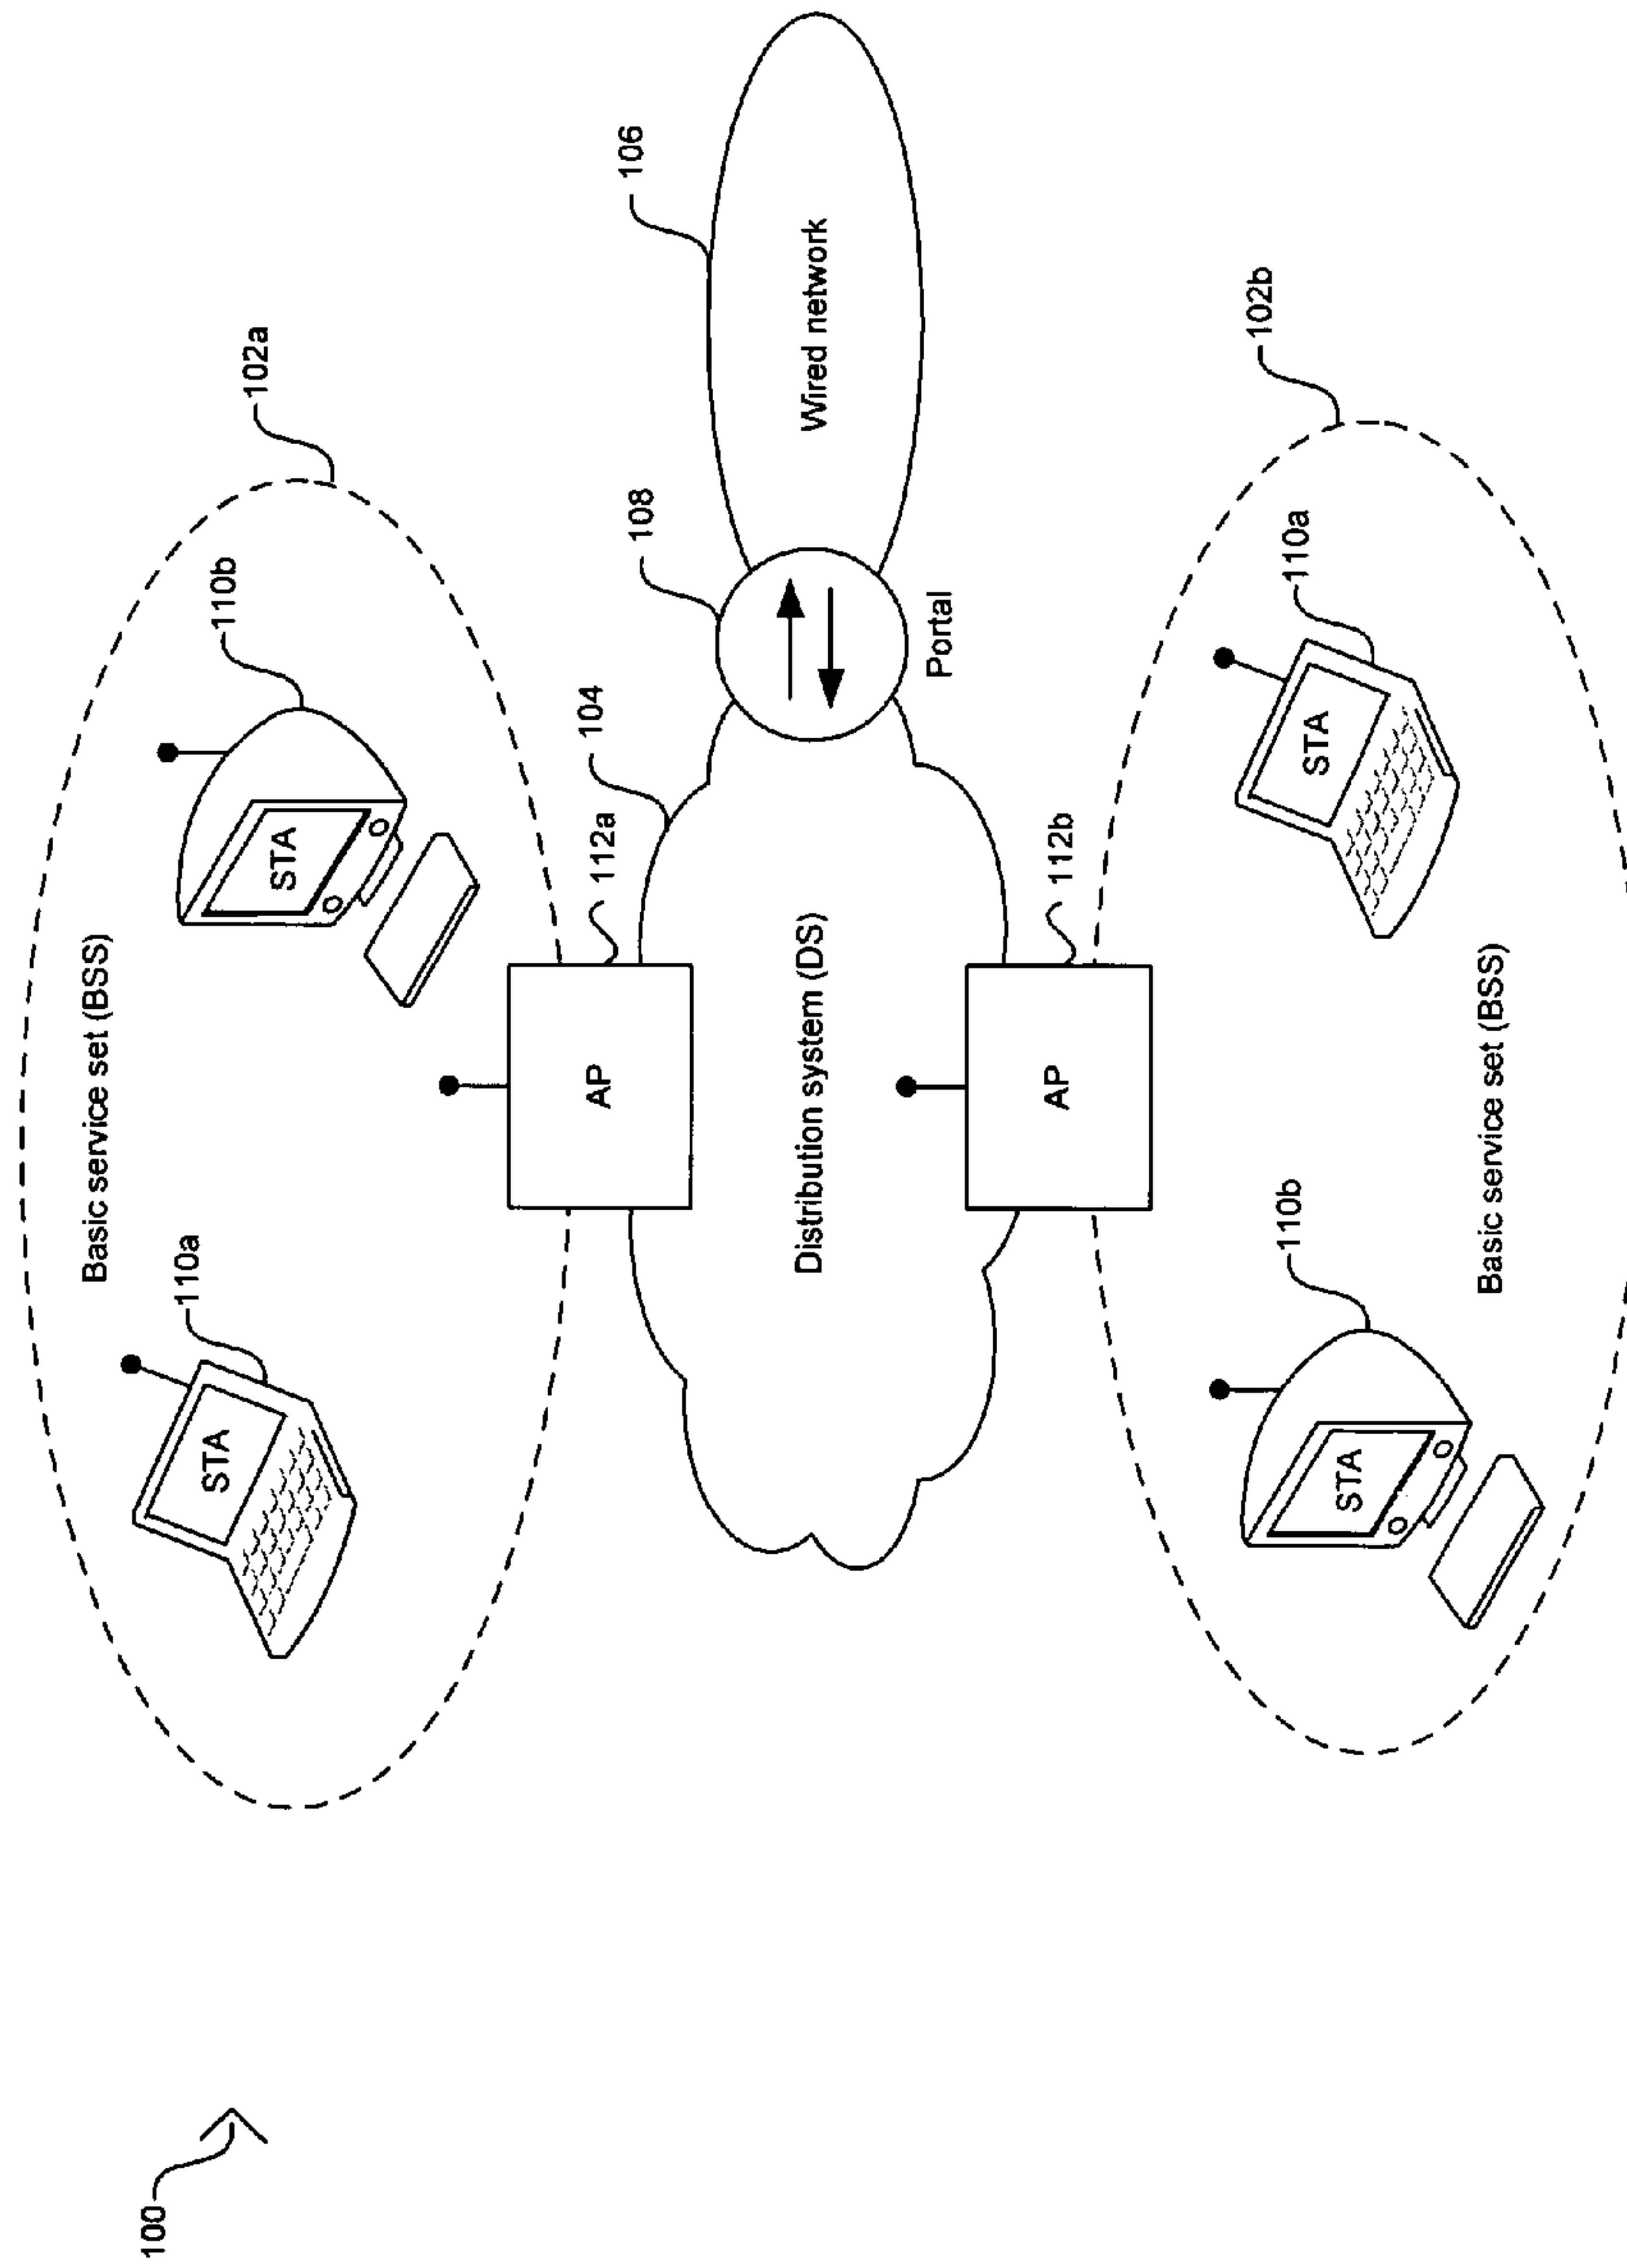 100
102a
Basic service set (BSS)
110a
110b
STA
STA
106
AP
112a
104
108
Distribution system (DS)
Wired network
Portal
AP
112b
102b
110b
110a
STA
STA
Basic service set (BSS)